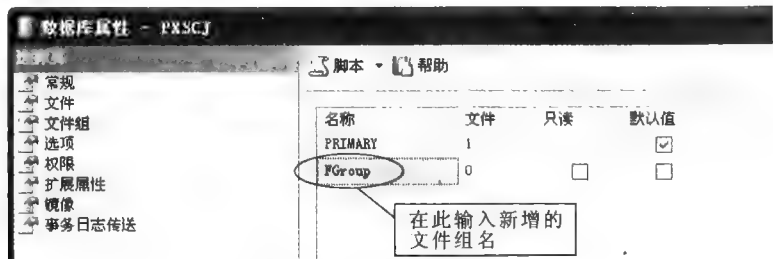 数据库属性 - PXSCJ
脚本
帮助
常规
文件
文件组
选项
权限
扩展属性
镜像
事务日志传送
名称 文件 只读 默认值
PRIMARY 1
FGroup 0
在此输入新增的
文件组名